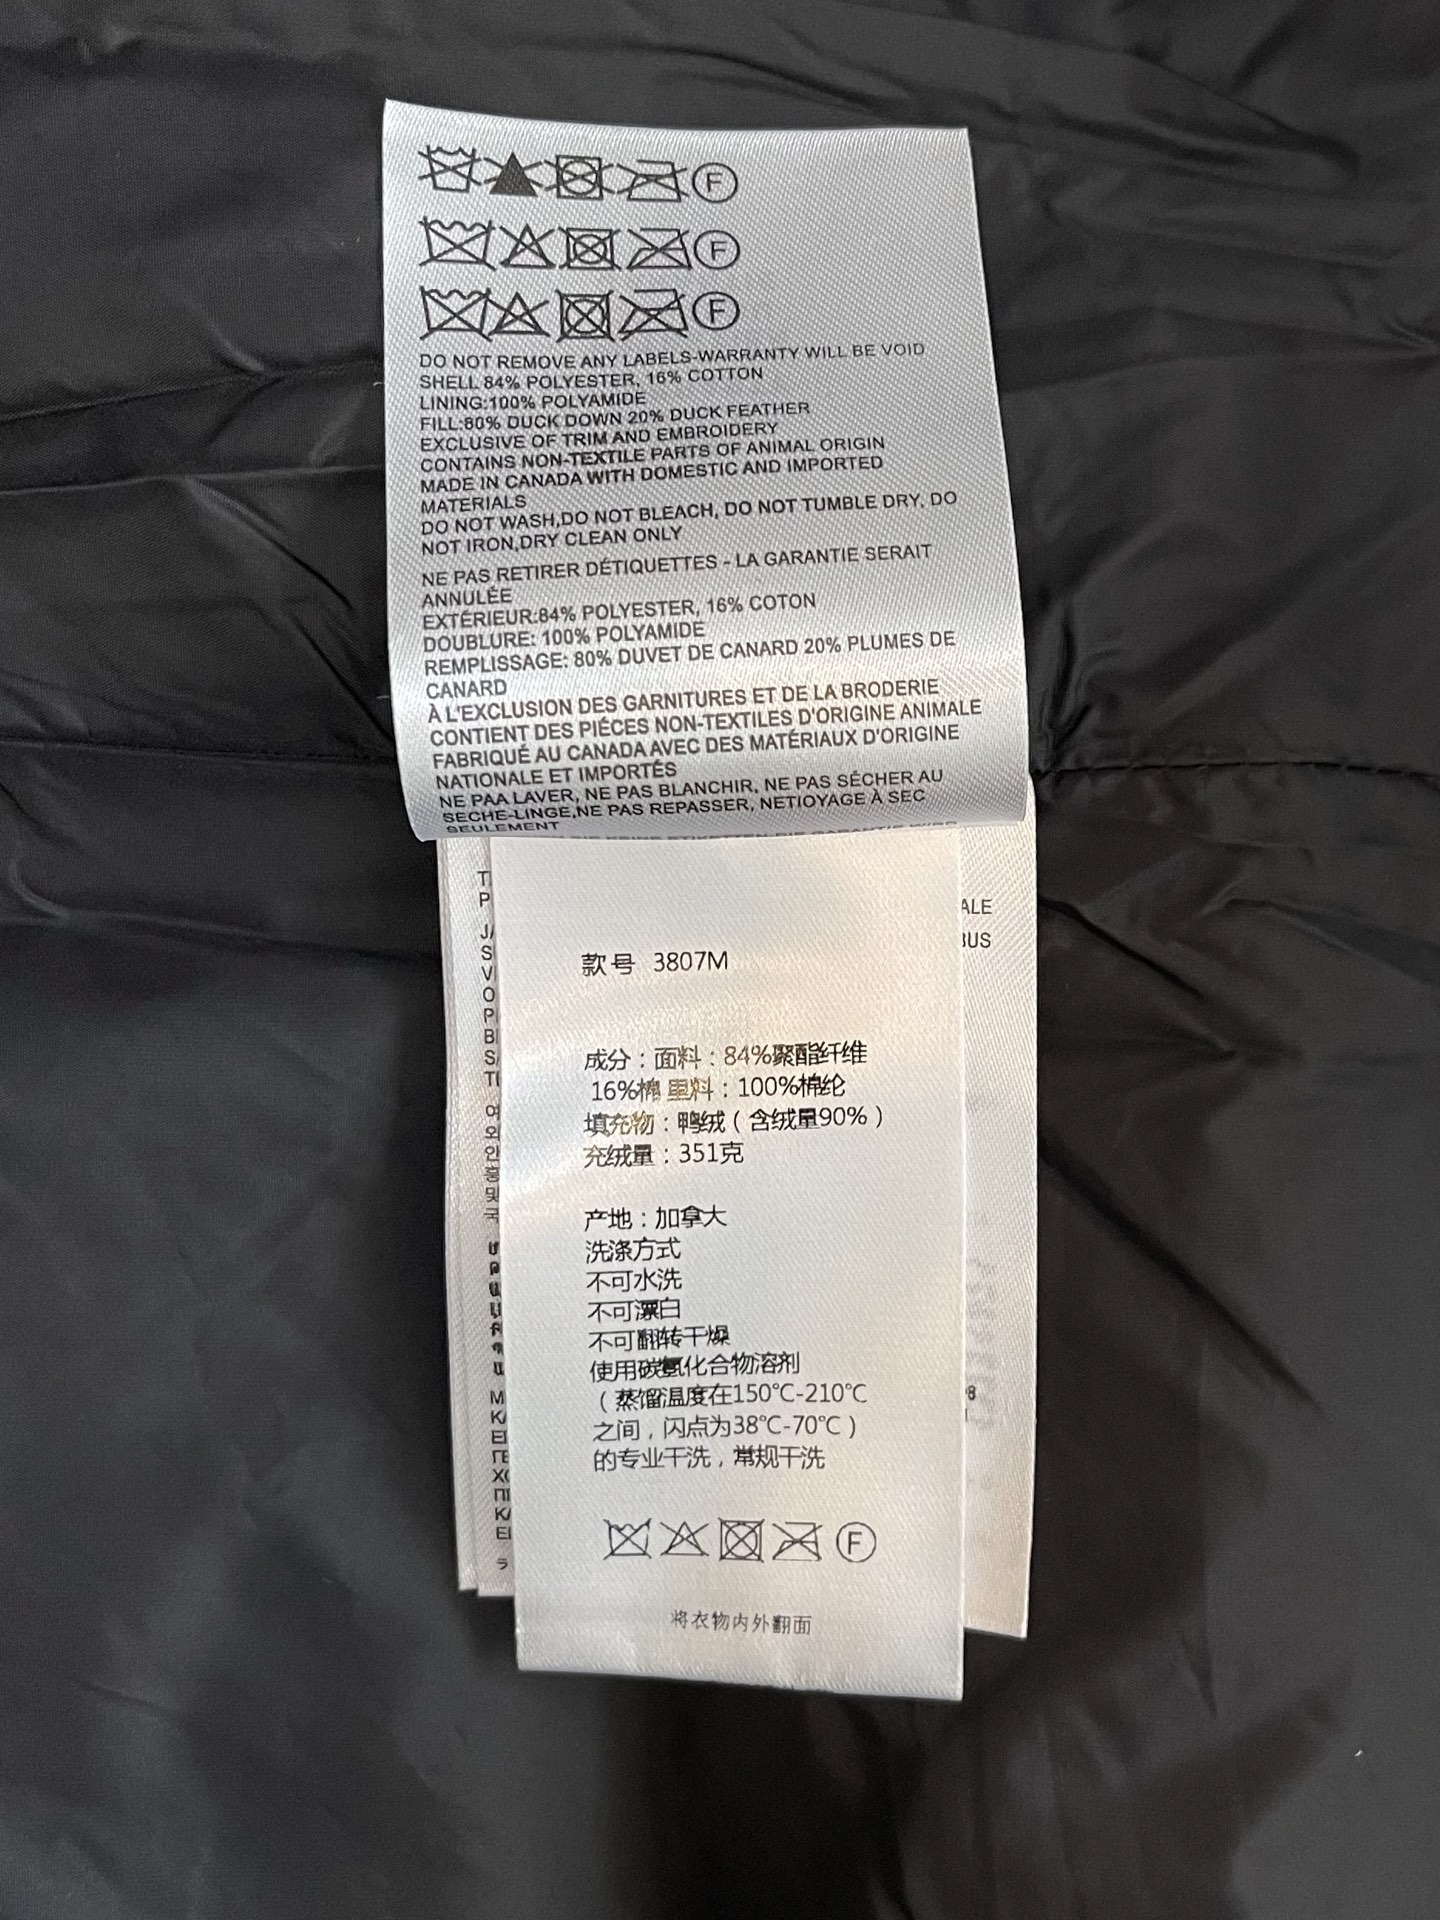 DO NOT REMOVE ANY LABELS-WARRANTY WILL BE VOID
SHELL 84% POLYESTER, 16% COTTON
LINING:100% POLYAMIDE
FILL:80% DUCK DOWN 20% DUCK FEATHER
EXCLUSIVE OF TRIM AND EMBROIDERY
CONTAINS NON-TEXTILE PARTS OF ANIMAL ORIGIN
MADE IN CANADA WITH DOMESTIC AND IMPORTED
MATERIALS
DO NOT WASH,DO NOT BLEACH, DO NOT TUMBLE DRY, DO
NOT IRON,DRY CLEAN ONLY
NE PAS RETIRER DÉTIQUETTES - LA GARANTIE SERAIT
ANNULÉE
EXTÉRIEUR:84% POLYESTER, 16% COTON
DOUBLURE: 100% POLYAMIDE
REMPLISSAGE: 80% DUVET DE CANARD 20% PLUMES DE
CANARD
À L'EXCLUSION DES GARNITURES ET DE LA BRODERIE
CONTIENT DES PIÉCES NON-TEXTILES D'ORIGINE ANIMALE
FABRIQUÉ AU CANADA AVEC DES MATÉRIAUX D'ORIGINE
NATIONALE ET IMPORTÉS
NE PAA LAVER, NE PAS BLANCHIR, NE PAS SÉCHER AU
SECHE-LINGE,NE PAS REPASSER, NETIOYAGE À SEC
SEULEMENT
款号 3807M
成分：面料：84%聚酯纤维
16%棉 里料：100%棉纶
填充物：鸭绒（含绒量90%）
充绒量：351克
产地：加拿大
洗涤方式
不可水洗
不可漂白
不可翻转干燥
使用碳氢化合物溶剂
（蒸馏温度在150℃-210℃
之间，闪点为38℃-70℃）
的专业干洗，常规干洗
F
将衣物内外翻面